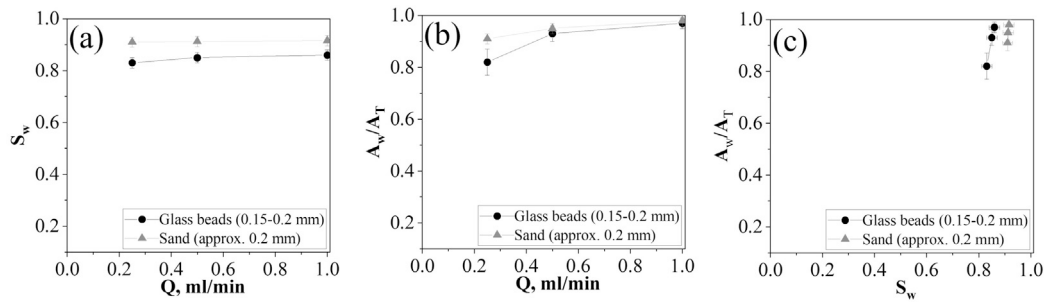 (a)
1.0
0.8
0.6
0.4
0.2
S_w
Glass beads (0.15-0.2 mm)
Sand (approx. 0.2 mm)
0.0 0.2 0.4 0.6 0.8 1.0
Q, ml/min
(b)
1.0
0.8
0.6
0.4
0.2
A_w/A_T
Glass beads (0.15-0.2 mm)
Sand (approx. 0.2 mm)
0.0 0.2 0.4 0.6 0.8 1.0
Q, ml/min
(c)
1.0
0.8
0.6
0.4
0.2
A_w/A_T
Glass beads (0.15-0.2 mm)
Sand (approx. 0.2 mm)
0.0 0.2 0.4 0.6 0.8 1.0
S_w